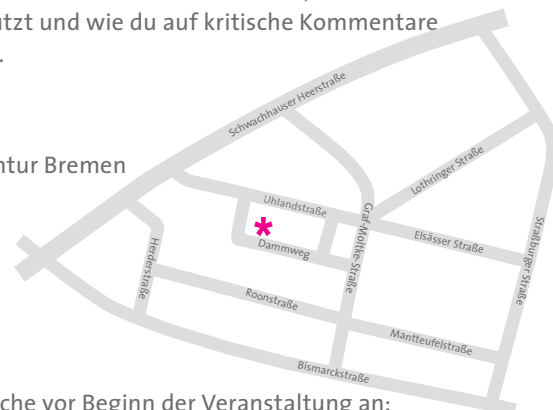 tzt und wie du auf kritische Kommentare
ntur Bremen
Schwachhauser Heerstraße
Lothringer Straße
Uhlandstraße
*
Graf-Moltke-Straße
Elsässer Straße
Straßburger Straße
Dammweg
Herderstraße
Roonstraße
Mantteufelstraße
Bismarckstraße
che vor Beginn der Veranstaltung an: